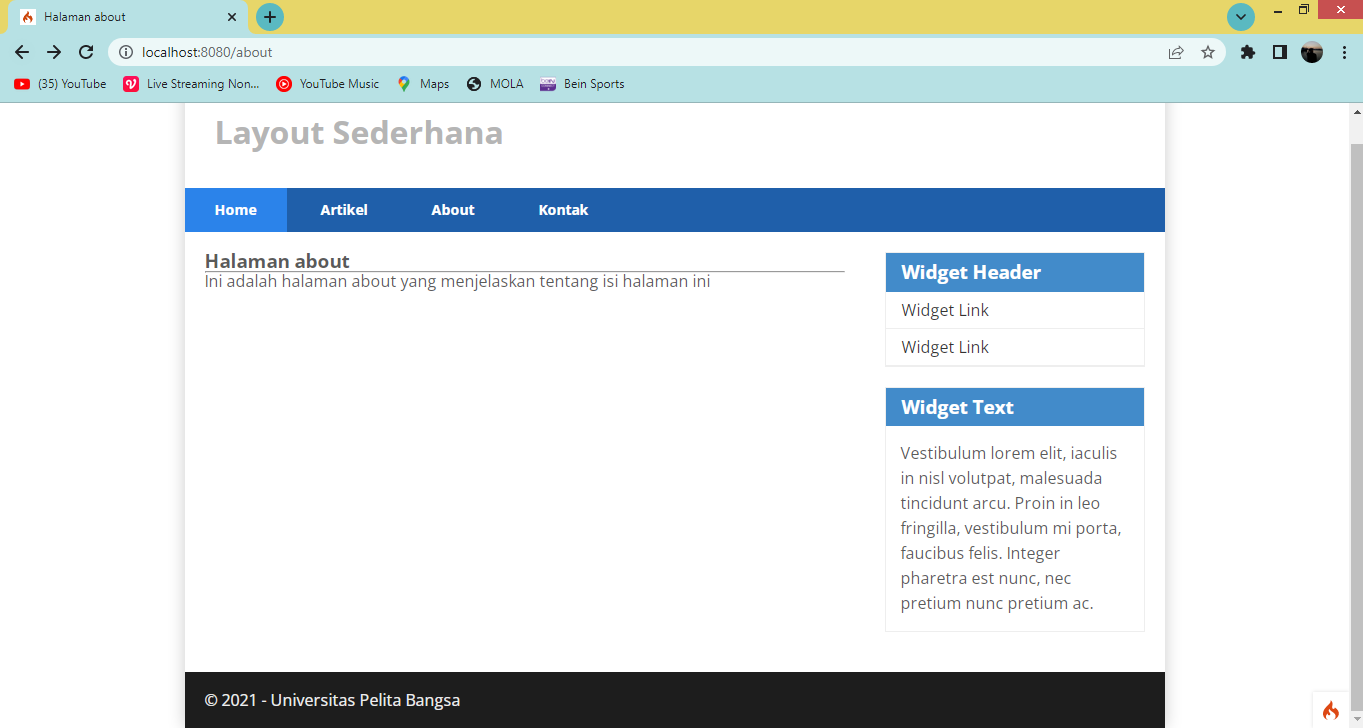 Halaman about
localhost:8080/about
(35) YouTube
Live Streaming Non...
YouTube Music
Maps
MOLA
Bein Sports
Layout Sederhana
Home
Artikel
About
Kontak
Halaman about
Ini adalah halaman about yang menjelaskan tentang isi halaman ini
Widget Header
Widget Link
Widget Link
Widget Text
Vestibulum lorem elit, iaculis
in nisl volutpat, malesuada
tincidunt arcu. Proin in leo
fringilla, vestibulum mi porta,
faucibus felis. Integer
pharetra est nunc, nec
pretium nunc pretium ac.
© 2021 - Universitas Pelita Bangsa